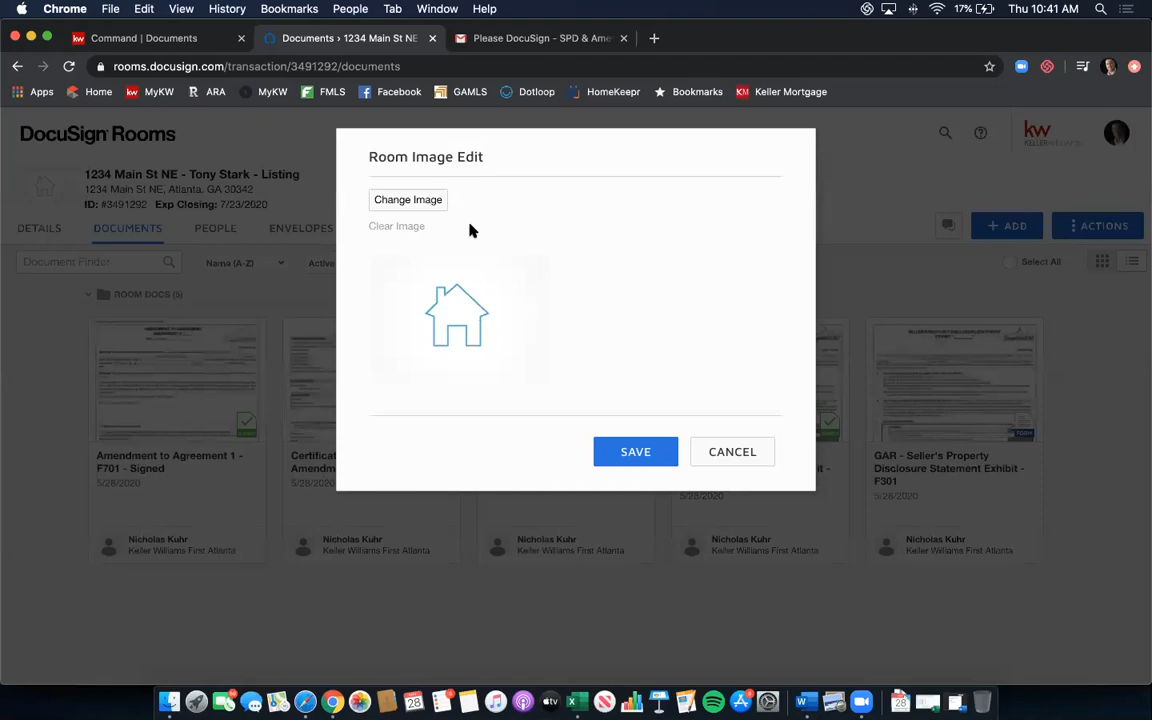 Chrome File Edit View History Bookmarks People Tab Window Help 17% Thu 10:41 AM
Command | Documents Documents › 1234 Main St NE Please DocuSign - SPD & Ame
rooms.docusign.com/transaction/3491292/documents
Apps Home MyKW ARA MyKW FMLS Facebook GAMLS Dotloop HomeKeepr Bookmarks Keller Mortgage
DocuSign Rooms
kw
1234 Main St NE - Tony Stark - Listing
1234 Main St NE, Atlanta, GA 30342
ID: #3491292 Exp Closing: 7/23/2020
DETAILS DOCUMENTS PEOPLE ENVELOPES
+ ADD ACTIONS
Document Finder Name (A-Z) Active Select All
ROOM DOCS (5)
Room Image Edit
Change Image
Clear Image
SAVE CANCEL
Amendment to Agreement 1 -
F701 - Signed
5/28/2020
Nicholas Kuhr
Keller Williams First Atlanta
Certificat
Amendm
Nicholas Kuhr
Keller Williams First Atlanta
Nicholas Kuhr
Keller Williams First Atlanta
5/28/2020
Nicholas Kuhr
Keller Williams First Atlanta
GAR - Seller's Property
Disclosure Statement Exhibit -
F301
5/28/2020
Nicholas Kuhr
Keller Williams First Atlanta